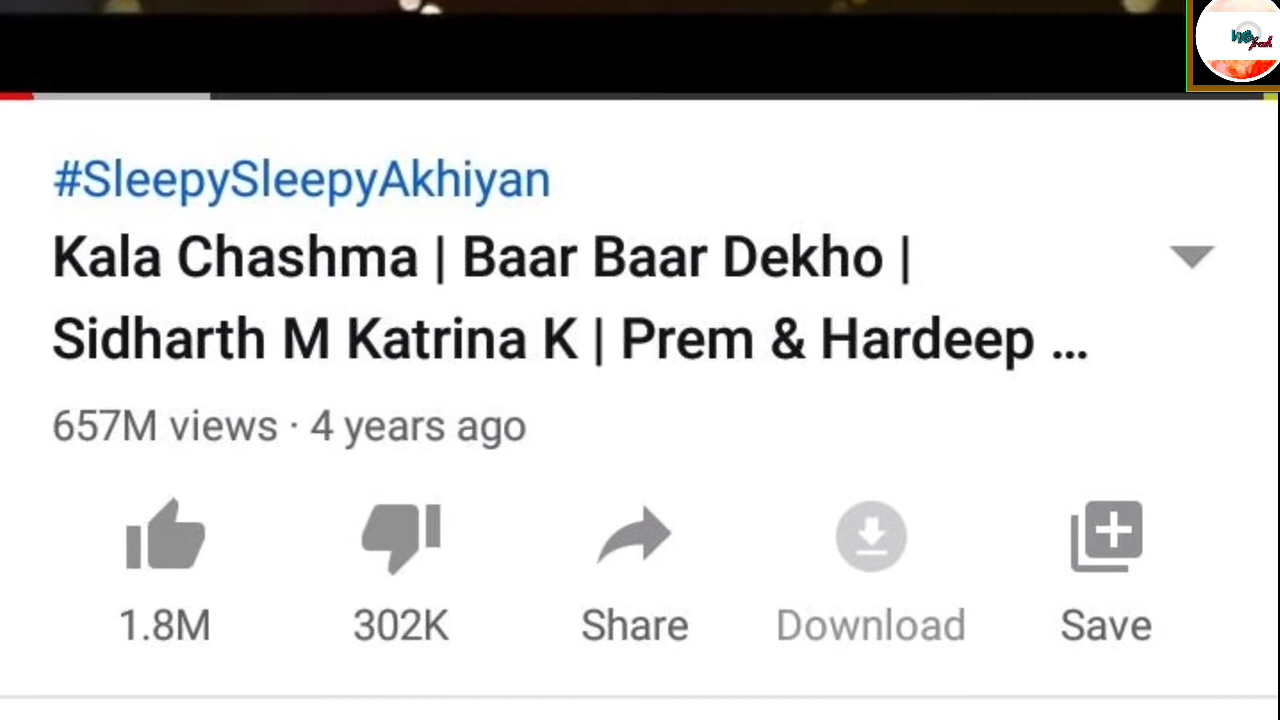 #SleepySleepyAkhiyan
Kala Chashma | Baar Baar Dekho |
Sidharth M Katrina K | Prem & Hardeep ...
657M views · 4 years ago
1.8M 302K Share Download Save